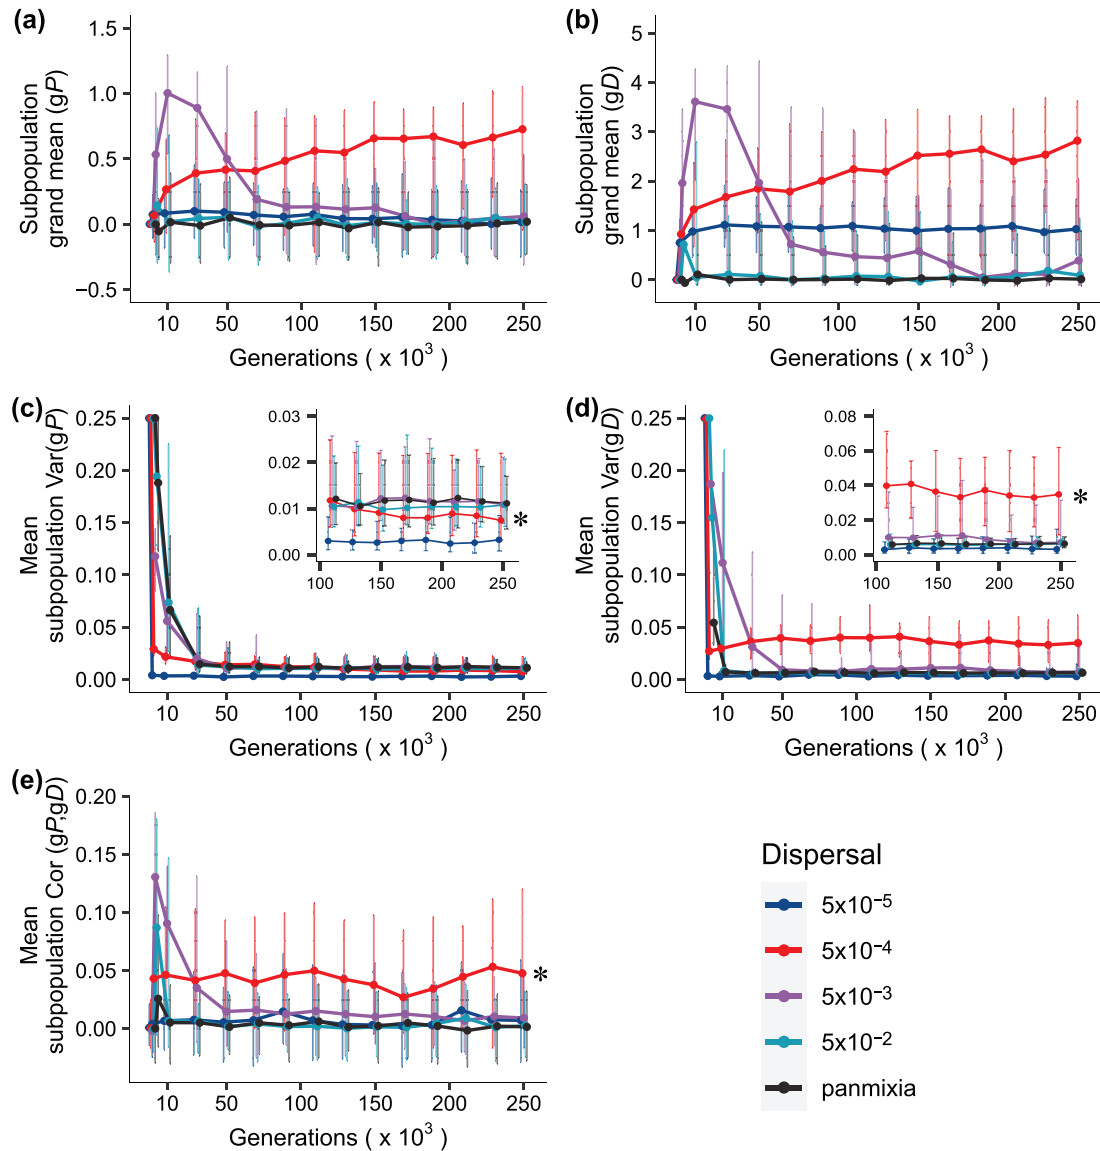 (a)
Subpopulation
grand mean (gP)
1.5
1.0
0.5
0.0
−0.5
10 50 100 150 200 250
Generations ( x 10³ )
(b)
Subpopulation
grand mean (gD)
5
4
3
2
1
0
10 50 100 150 200 250
Generations ( x 10³ )
(c)
Mean
subpopulation Var(gP)
0.25
0.20
0.15
0.10
0.05
0.00
10 50 100 150 200 250
Generations ( x 10³ )
0.03
0.02
0.01
0.00
100 150 200 250
*
(d)
Mean
subpopulation Var(gD)
0.25
0.20
0.15
0.10
0.05
0.00
10 50 100 150 200 250
Generations ( x 10³ )
0.08
0.06
0.04
0.02
0.00
100 150 200 250
*
(e)
Mean
subpopulation Cor (gP,gD)
0.20
0.15
0.10
0.05
0.00
10 50 100 150 200 250
Generations ( x 10³ )
*
Dispersal
5x10⁻⁵
5x10⁻⁴
5x10⁻³
5x10⁻²
panmixia